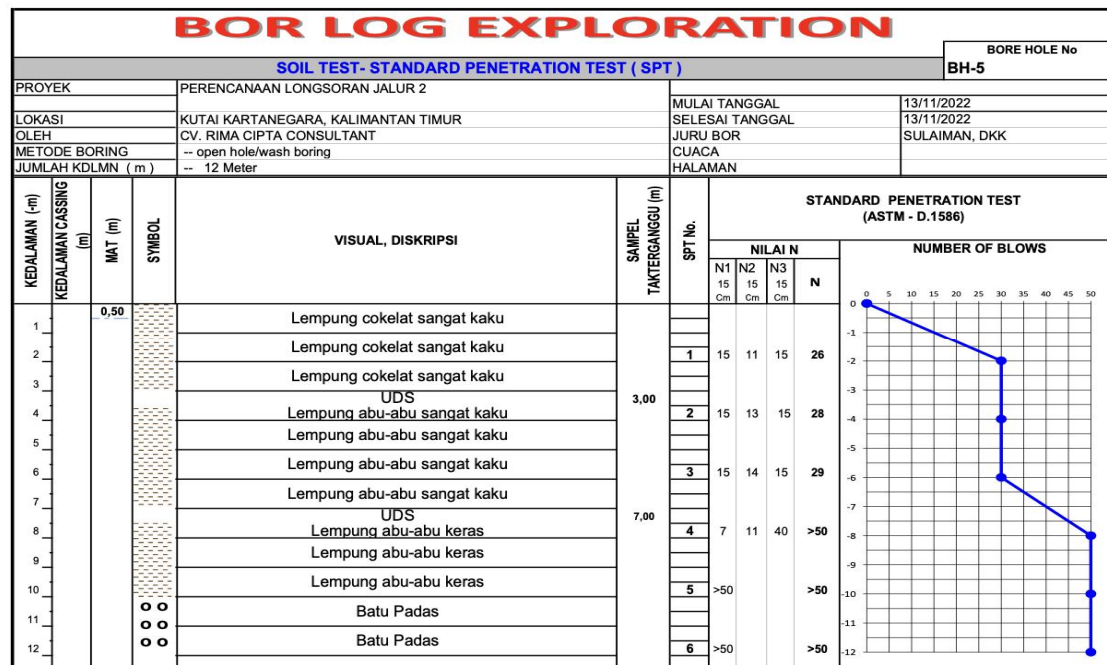 BOR LOG EXPLORATION
BORE HOLE No
SOIL TEST- STANDARD PENETRATION TEST ( SPT )
BH-5
PROYEK PERENCANAAN LONGSORAN JALUR 2
MULAI TANGGAL 13/11/2022
LOKASI KUTAI KARTANEGARA, KALIMANTAN TIMUR SELESAI TANGGAL 13/11/2022
OLEH CV. RIMA CIPTA CONSULTANT JURU BOR SULAIMAN, DKK
METODE BORING -- open hole/wash boring CUACA
JUMLAH KDLMN ( m ) -- 12 Meter HALAMAN
KEDALAMAN (-m)
KEDALAMAN CASSING (m)
MAT (m)
SYMBOL
VISUAL, DISKRIPSI
SAMPEL TAKTERGANGGU (m)
SPT No.
STANDARD PENETRATION TEST
(ASTM - D.1586)
NILAI N
NUMBER OF BLOWS
N1 N2 N3
15 15 15 N
Cm Cm Cm
0 5 10 15 20 25 30 35 40 45 50
0,50 0
Lempung cokelat sangat kaku
1 -1
Lempung cokelat sangat kaku
2 1 15 11 15 26 -2
Lempung cokelat sangat kaku
3 -3
UDS 3,00
4 Lempung abu-abu sangat kaku 2 15 13 15 28 -4
Lempung abu-abu sangat kaku
5 -5
Lempung abu-abu sangat kaku
6 3 15 14 15 29 -6
Lempung abu-abu sangat kaku
7 -7
UDS 7,00
8 Lempung abu-abu keras 4 7 11 40 >50 -8
Lempung abu-abu keras
9 -9
Lempung abu-abu keras
10 5 >50 >50 -10
Batu Padas
11 -11
Batu Padas
12 6 >50 >50 -12